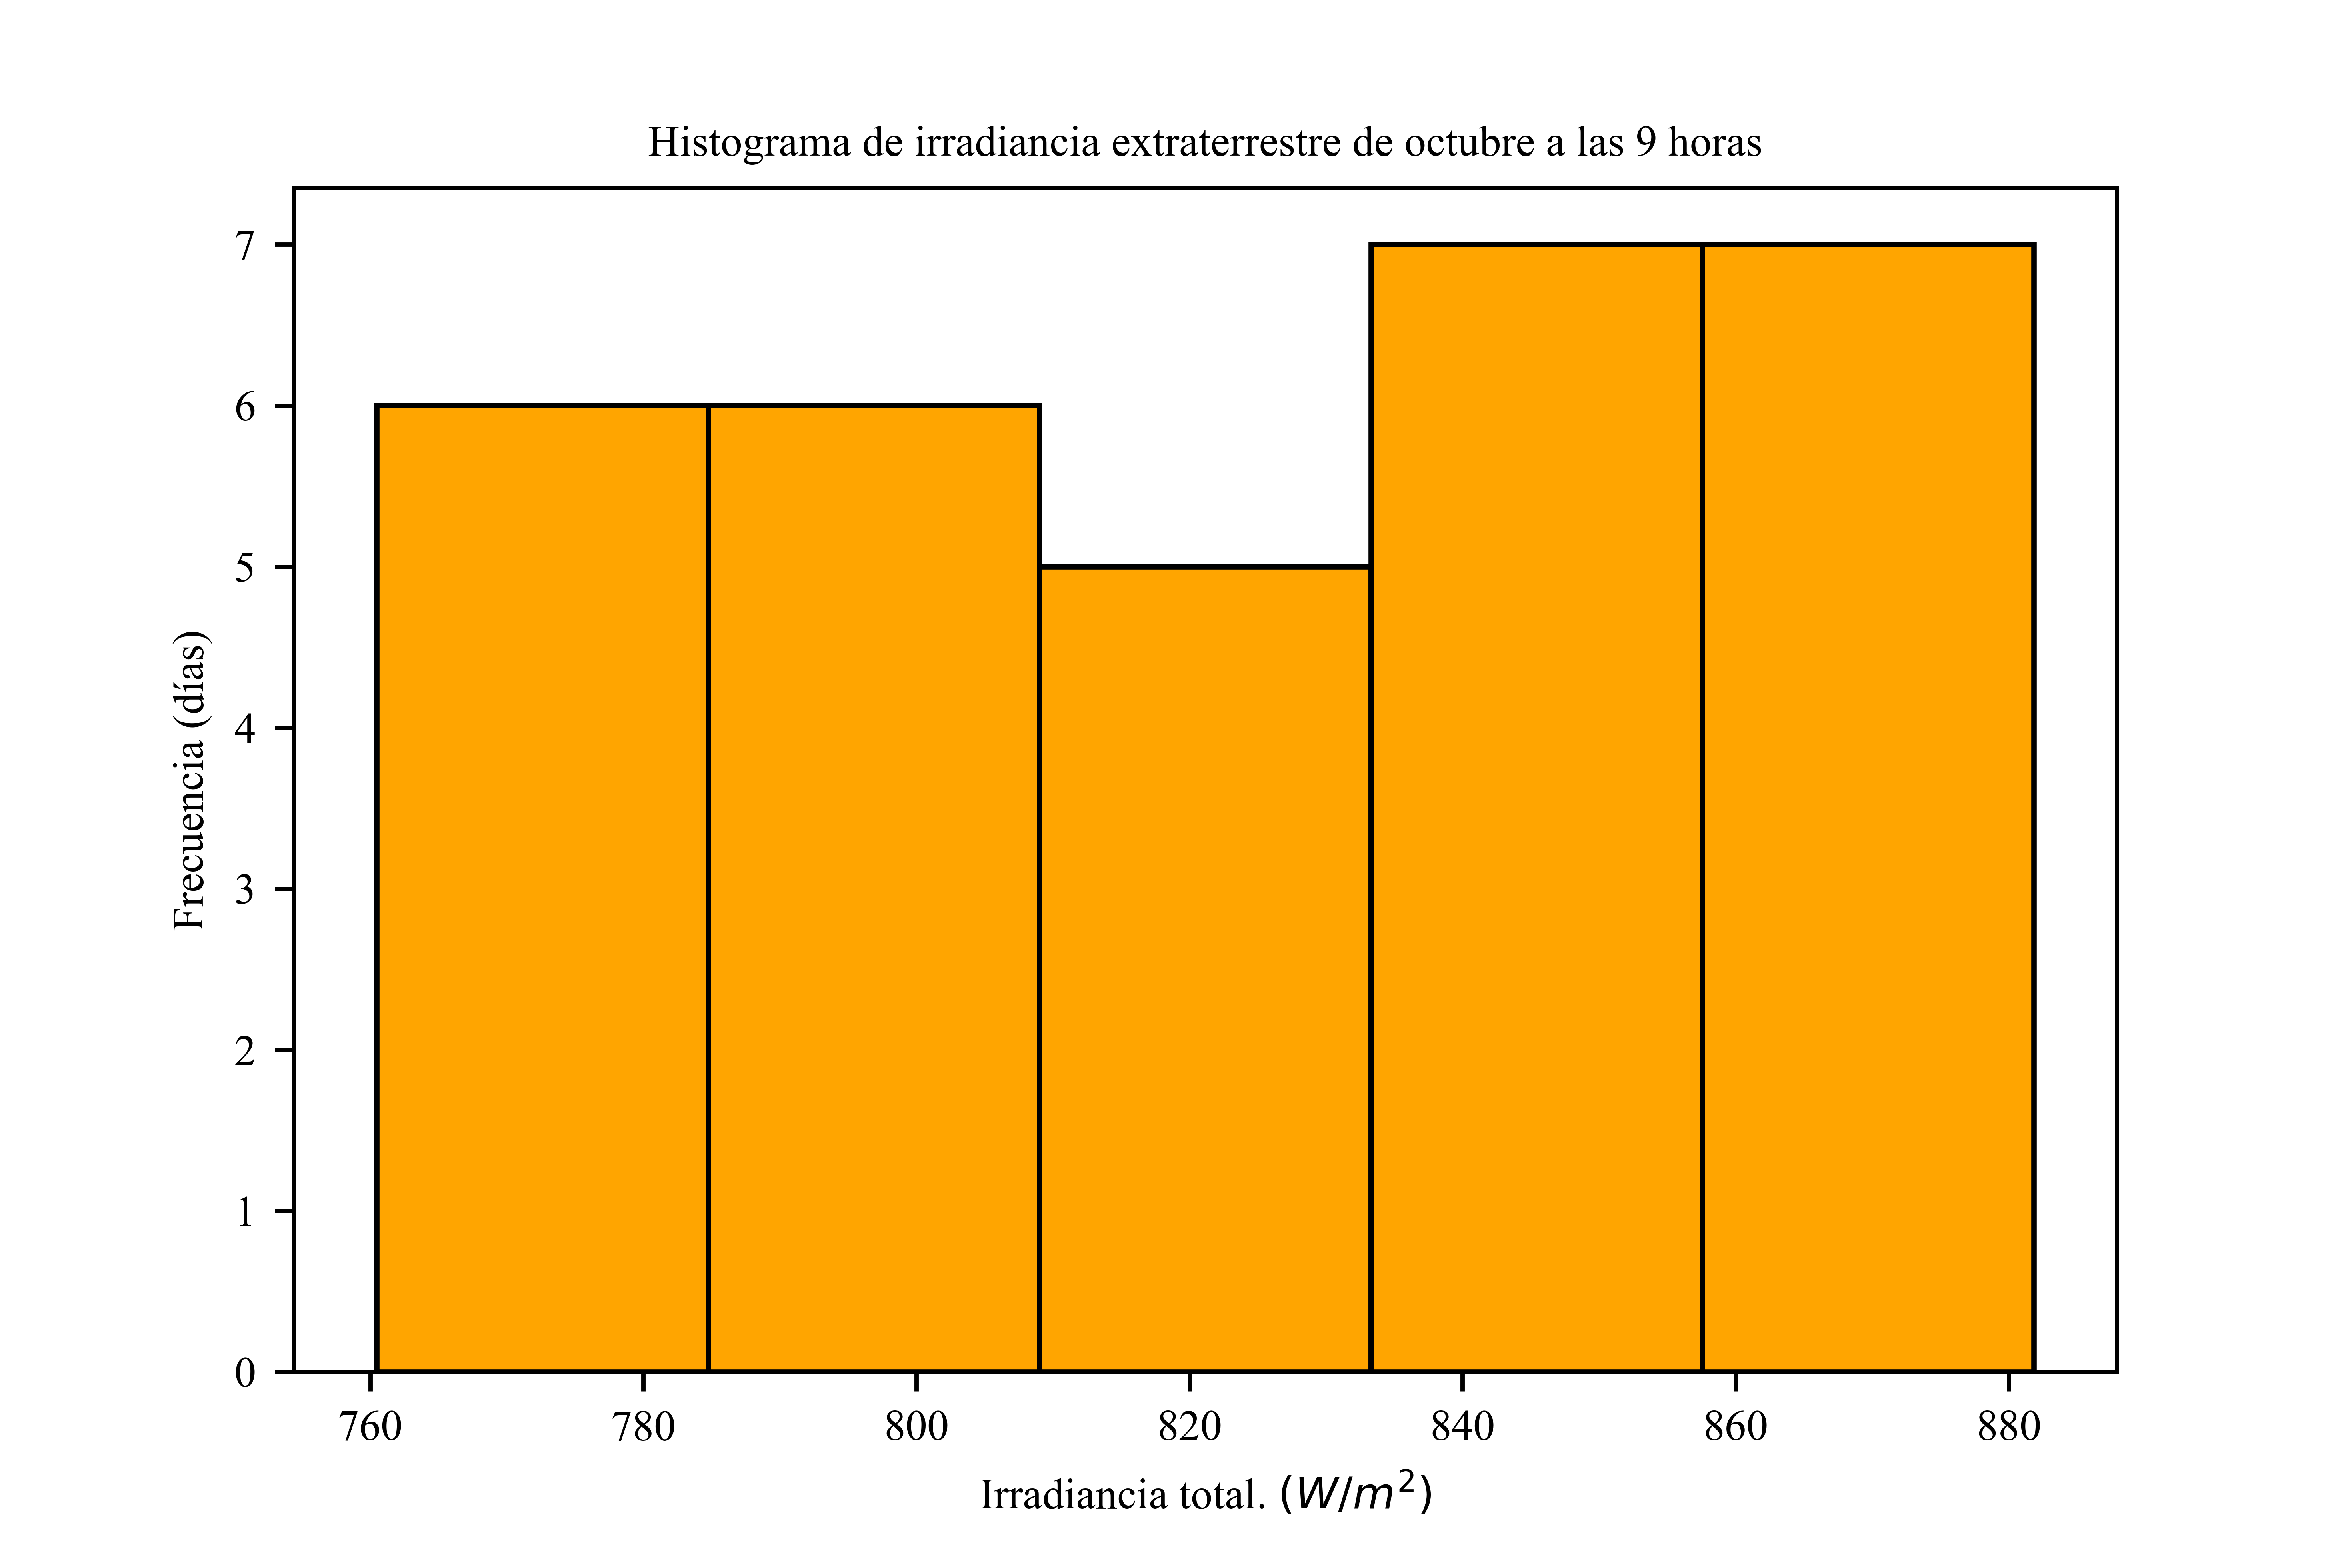 Histograma de irradiancia extraterrestre de octubre a las 9 horas
7
6
5
4
3
2
1
0
Frecuencia (días)
760 780 800 820 840 860 880
Irradiancia total. (W/m²)